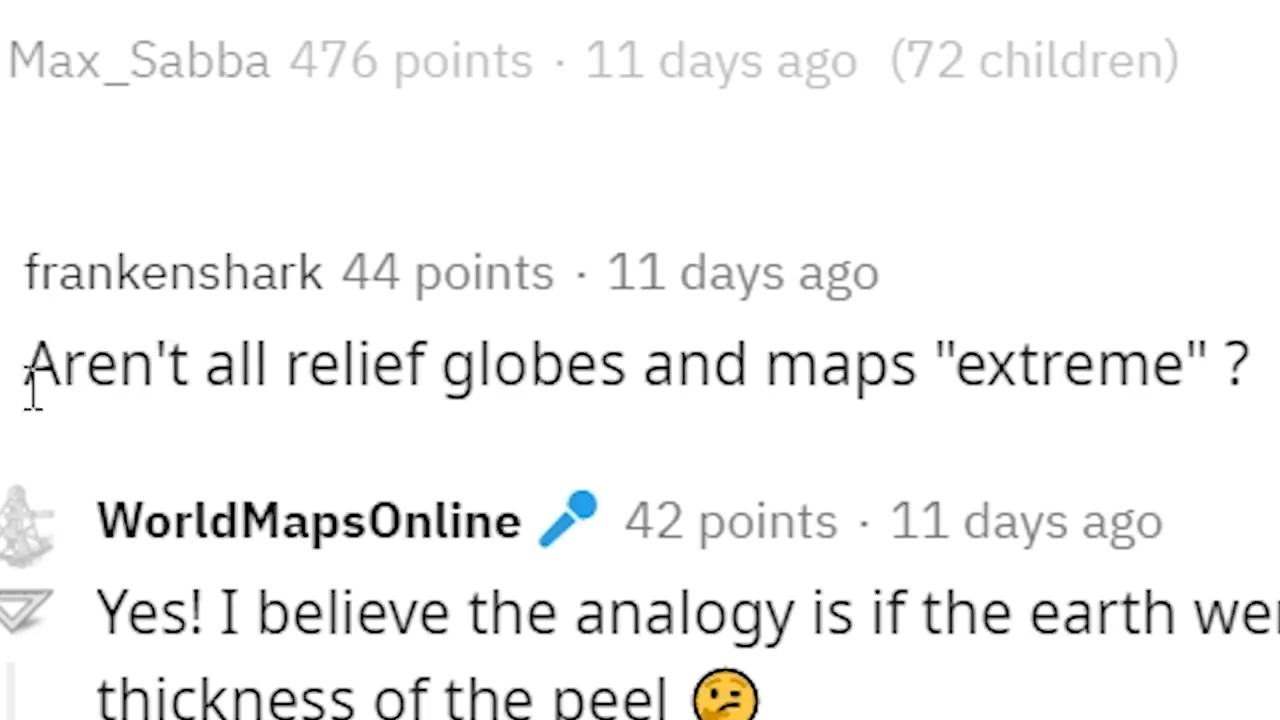 Max_Sabba 476 points · 11 days ago (72 children)
frankenshark 44 points · 11 days ago
Aren't all relief globes and maps "extreme" ?
WorldMapsOnline 🎤 42 points · 11 days ago
Yes! I believe the analogy is if the earth
thickness of the peel 🤔